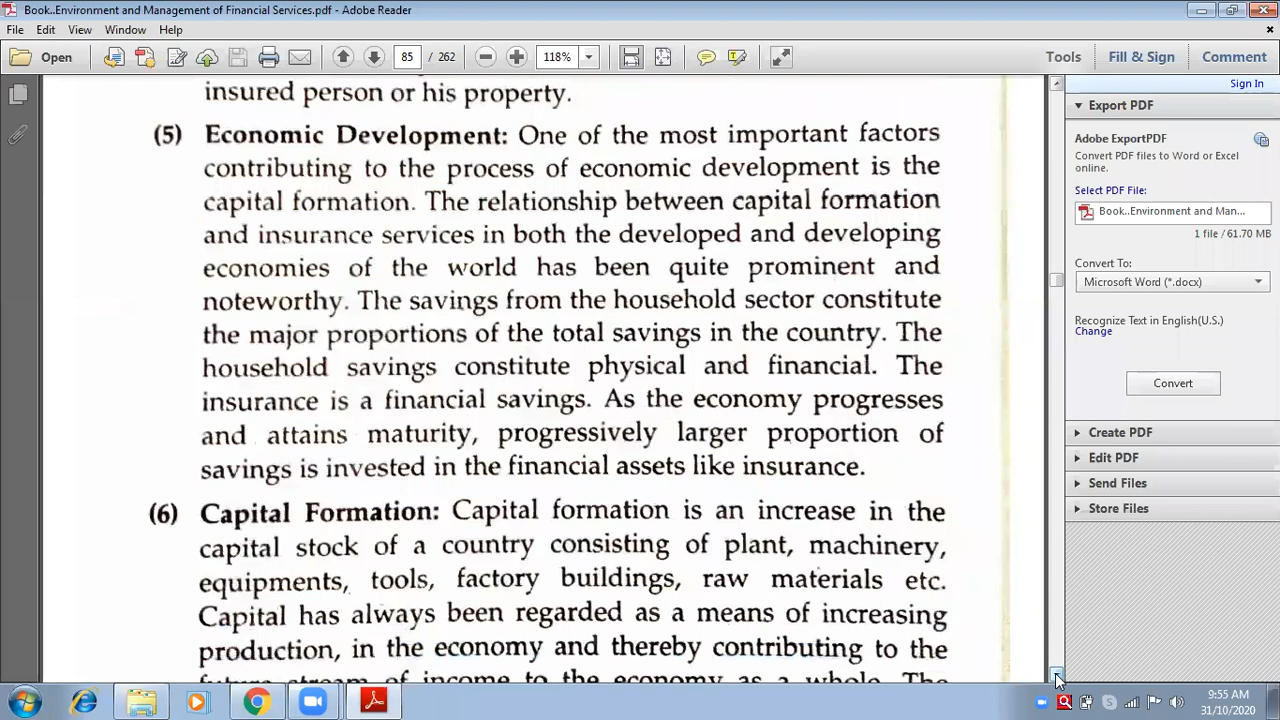 Book..Environment and Management of Financial Services.pdf - Adobe Reader
File Edit View Window Help
Open 85 / 262 118% Tools Fill & Sign Comment
insured person or his property.
(5) Economic Development: One of the most important factors
contributing to the process of economic development is the
capital formation. The relationship between capital formation
and insurance services in both the developed and developing
economies of the world has been quite prominent and
noteworthy. The savings from the household sector constitute
the major proportions of the total savings in the country. The
household savings constitute physical and financial. The
insurance is a financial savings. As the economy progresses
and attains maturity, progressively larger proportion of
savings is invested in the financial assets like insurance.
(6) Capital Formation: Capital formation is an increase in the
capital stock of a country consisting of plant, machinery,
equipments, tools, factory buildings, raw materials etc.
Capital has always been regarded as a means of increasing
production, in the economy and thereby contributing to the
future stream of income to the economy as a whole. The
Sign In
Export PDF
Adobe ExportPDF
Convert PDF files to Word or Excel
online.
Select PDF File:
Book..Environment and Man...
1 file / 61.70 MB
Convert To:
Microsoft Word (*.docx)
Recognize Text in English(U.S.)
Change
Convert
Create PDF
Edit PDF
Send Files
Store Files
9:55 AM
31/10/2020